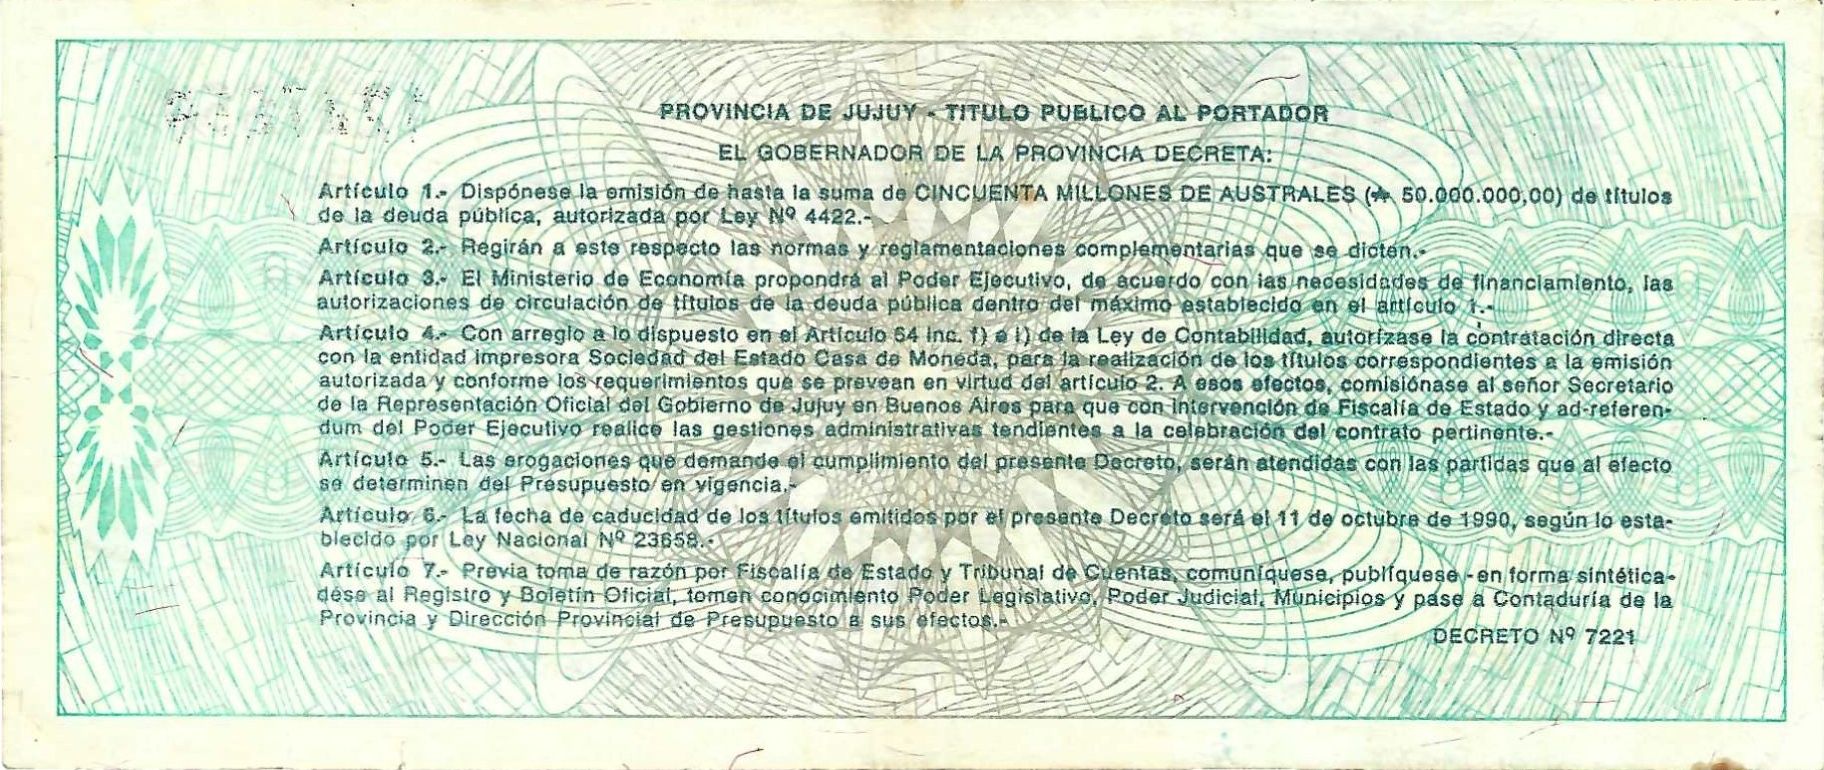 PROVINCIA DE JUJUY - TITULO PUBLICO AL PORTADOR
EL GOBERNADOR DE LA PROVINCIA DECRETA:
Artículo 1.- Dispónese la emisión de hasta la suma de CINCUENTA MILLONES DE AUSTRALES (₳ 50.000.000,00) de títulos
de la deuda pública, autorizada por Ley Nº 4422.-
Artículo 2.- Regirán a este respecto las normas y reglamentaciones complementarias que se dicten.-
Artículo 3.- El Ministerio de Economía propondrá al Poder Ejecutivo, de acuerdo con las necesidades de financiamiento, las
autorizaciones de circulación de títulos de la deuda pública dentro del máximo establecido en el artículo 1.-
Artículo 4.- Con arreglo a lo dispuesto en el Artículo 64 inc. f) e i) de la Ley de Contabilidad, autorízase la contratación directa
con la entidad impresora Sociedad del Estado Casa de Moneda, para la realización de los títulos correspondientes a la emisión
autorizada y conforme los requerimientos que se prevean en virtud del artículo 2. A esos efectos, comisiónase al señor Secretario
de la Representación Oficial del Gobierno de Jujuy en Buenos Aires para que con intervención de Fiscalía de Estado y ad-referen-
dum del Poder Ejecutivo realice las gestiones administrativas tendientes a la celebración del contrato pertinente.-
Artículo 5.- Las erogaciones que demande el cumplimiento del presente Decreto, serán atendidas con las partidas que al efecto
se determinen del Presupuesto en vigencia.-
Artículo 6.- La fecha de caducidad de los títulos emitidos por el presente Decreto será el 11 de octubre de 1990, según lo esta-
blecido por Ley Nacional Nº 23658.-
Artículo 7.- Previa toma de razón por Fiscalía de Estado y Tribunal de Cuentas, comuníquese, publíquese -en forma sintética-
dése al Registro y Boletín Oficial, tomen conocimiento Poder Legislativo, Poder Judicial, Municipios y pase a Contaduría de la
Provincia y Dirección Provincial de Presupuesto a sus efectos.-
DECRETO Nº 7221